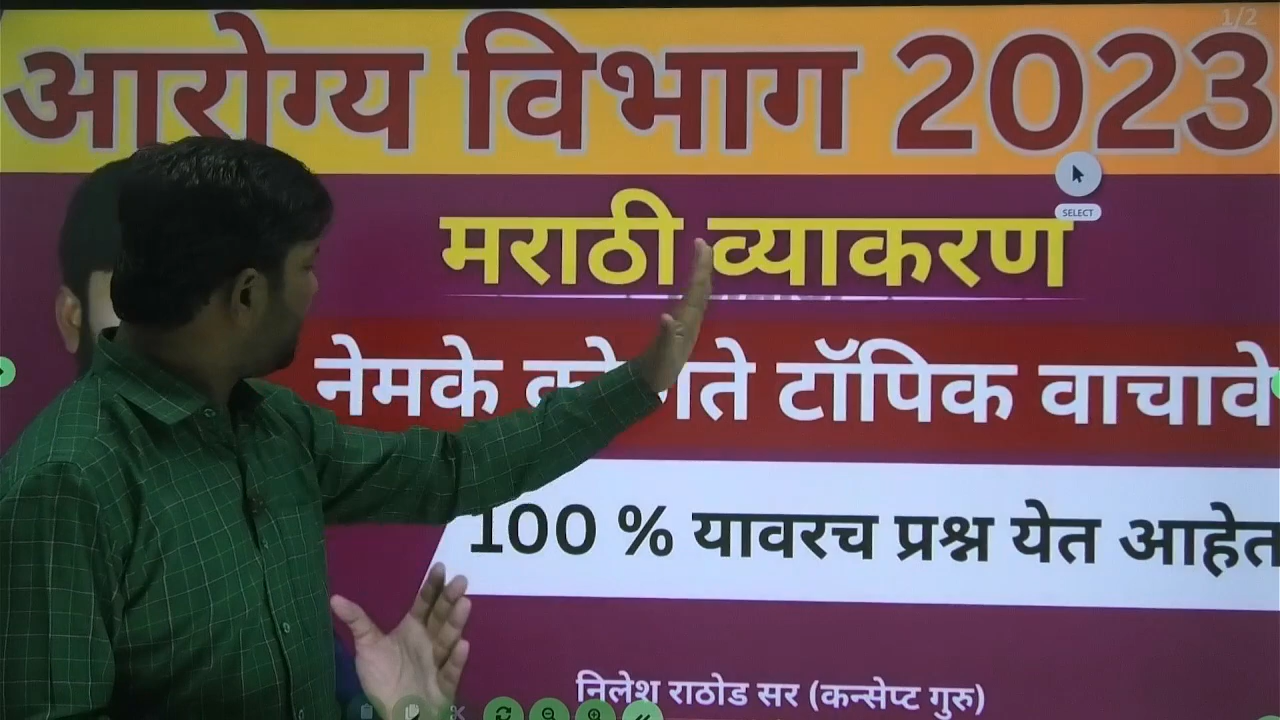 1/2
आरोग्य विभाग 2023
SELECT
मराठी व्याकरण
नेमके टॉपिक वाचावे
100 % यावरच प्रश्न येत आहेत
निलेश राठोड सर (कन्सेप्ट गुरु)